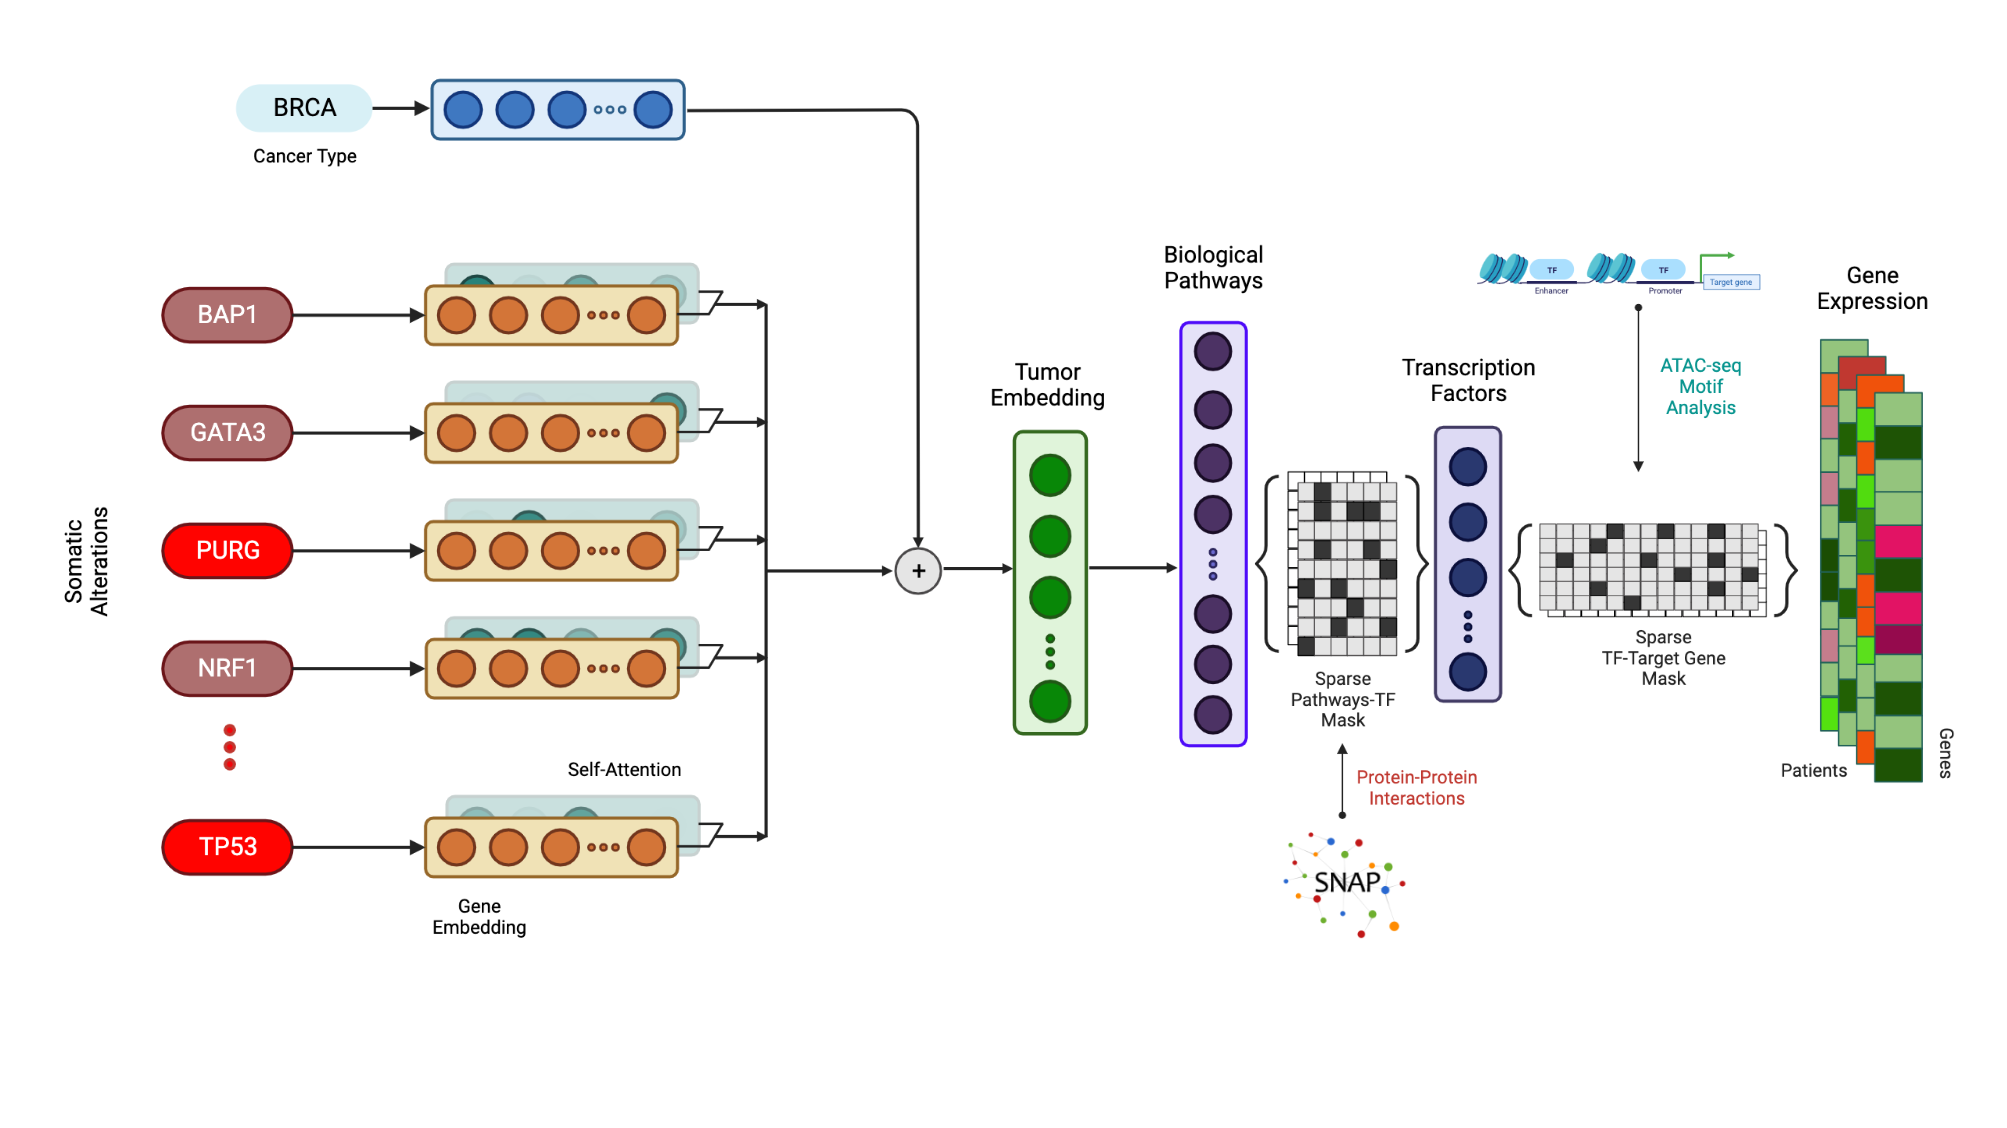 BRCA
Cancer Type
Somatic
Alterations
BAP1
GATA3
PURG
NRF1
TP53
Self-Attention
Gene
Embedding
+
Tumor
Embedding
Biological
Pathways
Sparse
Pathways-TF
Mask
Protein-Protein
Interactions
SNAP
Transcription
Factors
TF
Enhancer
TF
Promoter
Target gene
ATAC-seq
Motif
Analysis
Sparse
TF-Target Gene
Mask
Gene
Expression
Patients
Genes